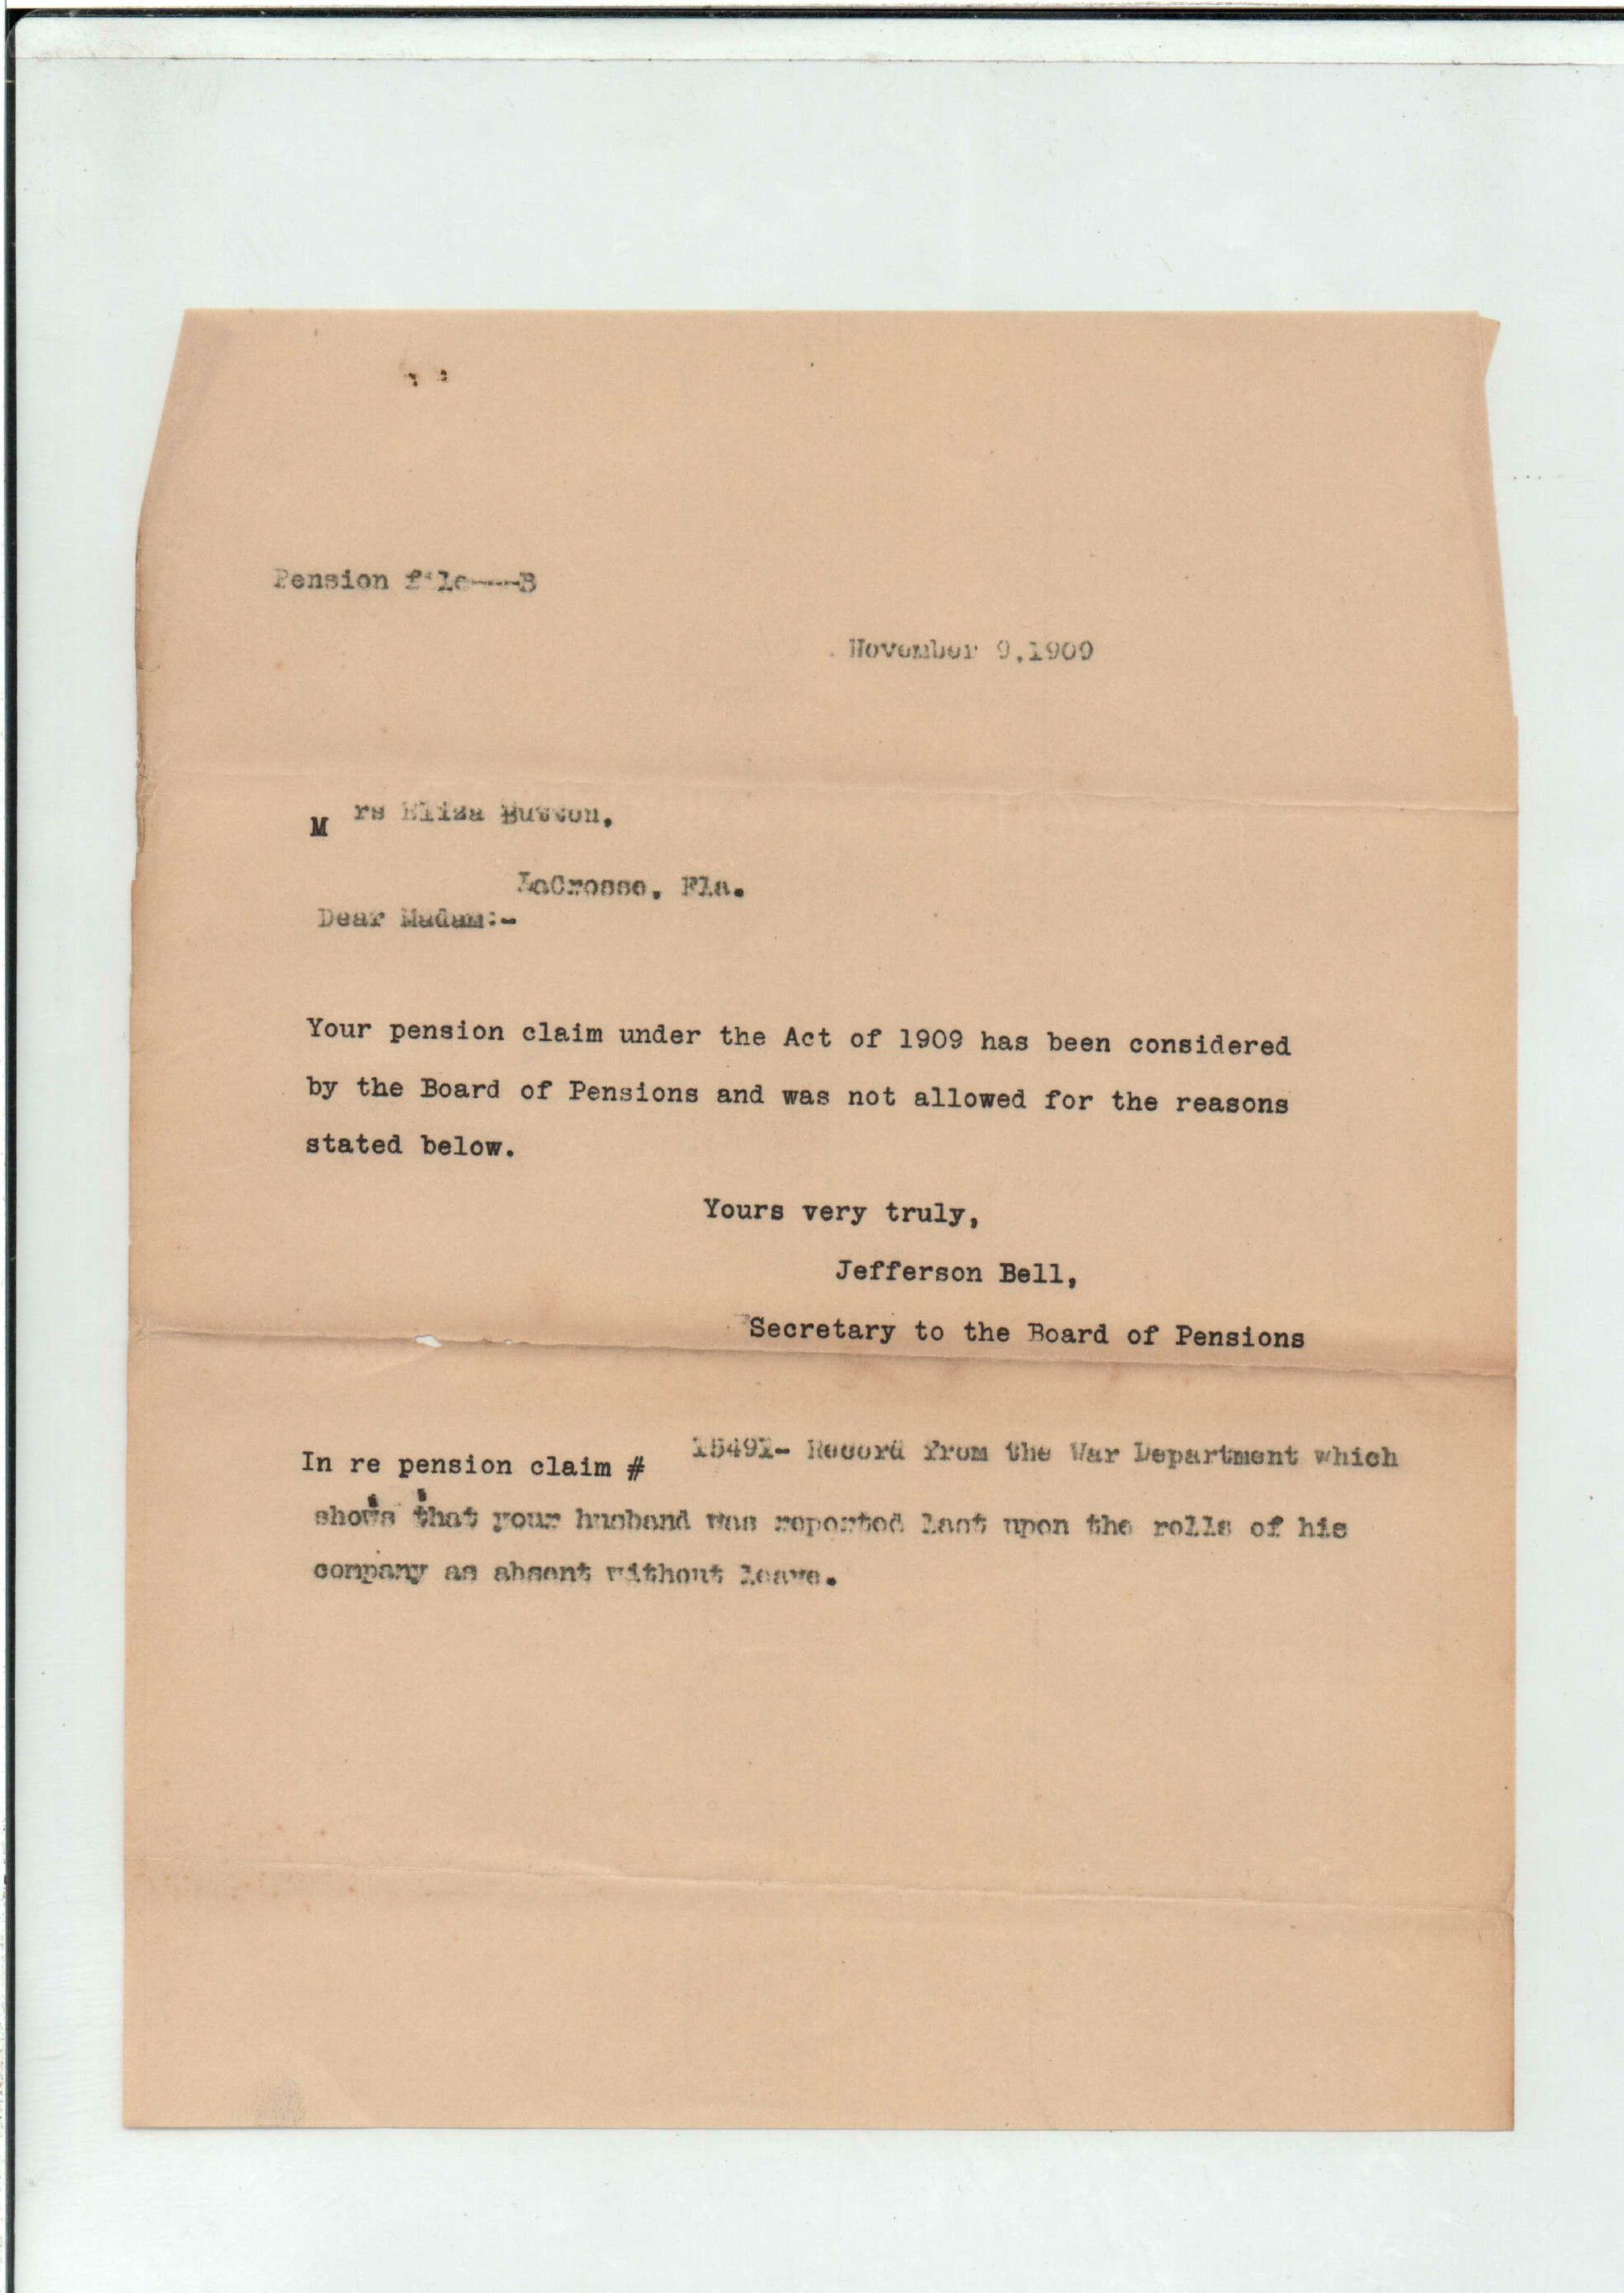 Pension file---B
November 9,1909
Mrs Eliza Button,
LaCrosse, Fla.
Dear Madam:-
Your pension claim under the Act of 1909 has been considered
by the Board of Pensions and was not allowed for the reasons
stated below.
Yours very truly,
Jefferson Bell,
Secretary to the Board of Pensions
In re pension claim # 15491- Record from the War Department which
shows that your husband was reported last upon the rolls of his
company as absent without leave.